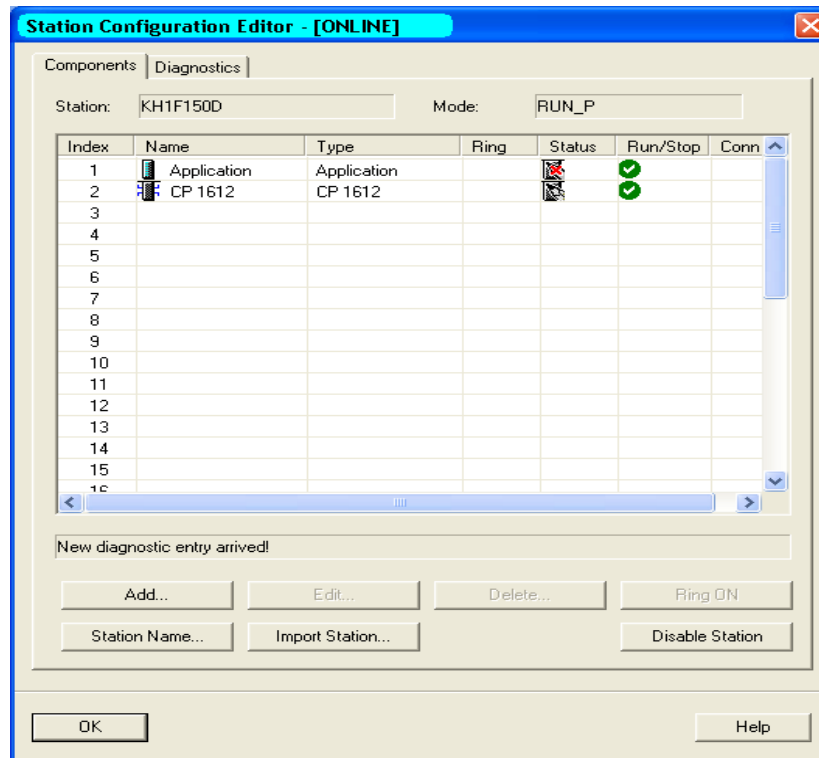 Station Configuration Editor - [ONLINE]
Components Diagnostics
Station: KH1F150D Mode: RUN_P
Index Name Type Ring Status Run/Stop Conn
1 Application Application
2 CP 1612 CP 1612
3
4
5
6
7
8
9
10
11
12
13
14
15
16
New diagnostic entry arrived!
Add... Edit... Delete... Ring ON
Station Name... Import Station... Disable Station
OK Help